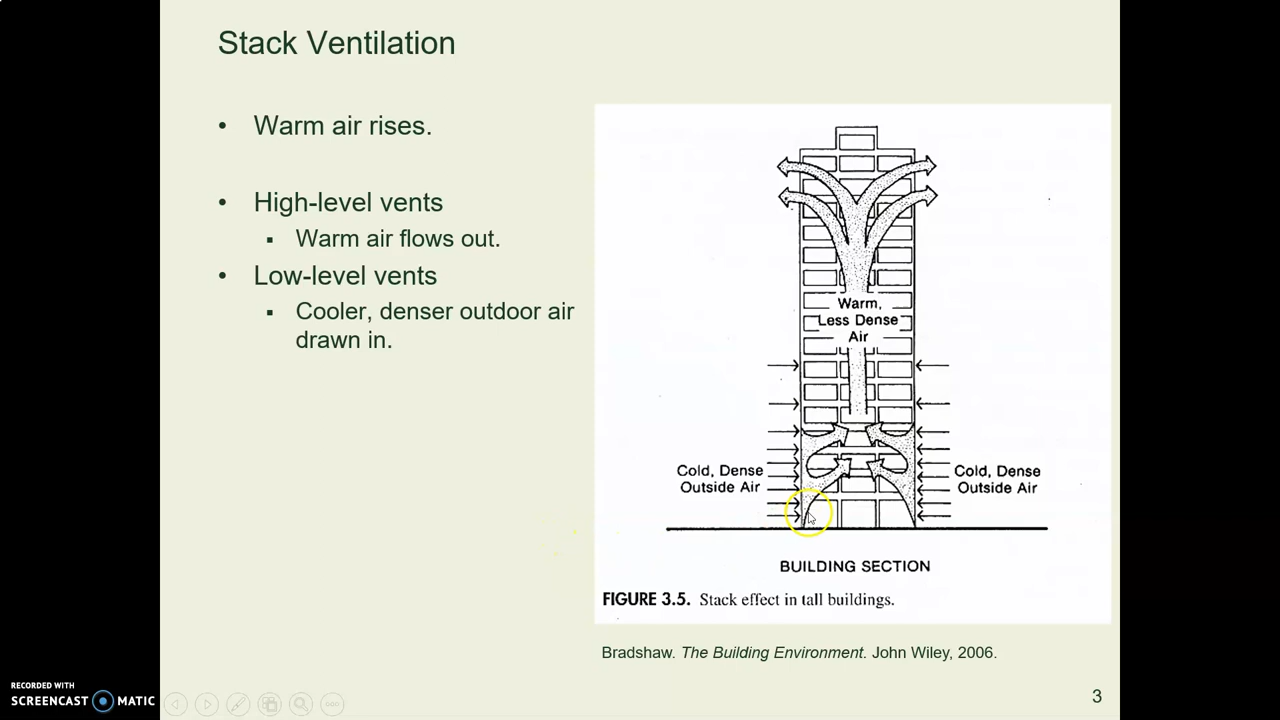 Stack Ventilation
• Warm air rises.
• High-level vents
▪ Warm air flows out.
• Low-level vents
▪ Cooler, denser outdoor air
drawn in.
Warm,
Less Dense
Air
Cold, Dense
Outside Air
Cold, Dense
Outside Air
BUILDING SECTION
FIGURE 3.5. Stack effect in tall buildings.
Bradshaw. The Building Environment. John Wiley, 2006.
3
RECORDED WITH
SCREENCAST MATIC